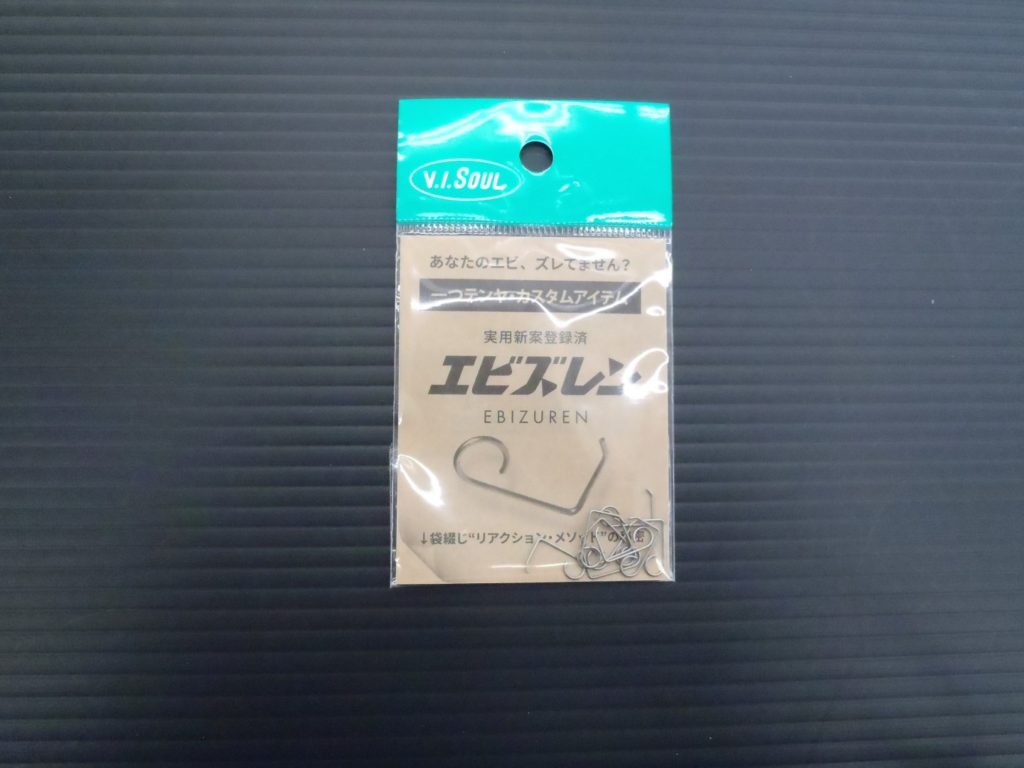 V.I.SOUL
あなたのエビ、ズレてません？
一つテンヤ・カスタムアイテム
実用新案登録済
エビズレン
EBIZUREN
↓袋綴じ“リアクション・メソッド”の